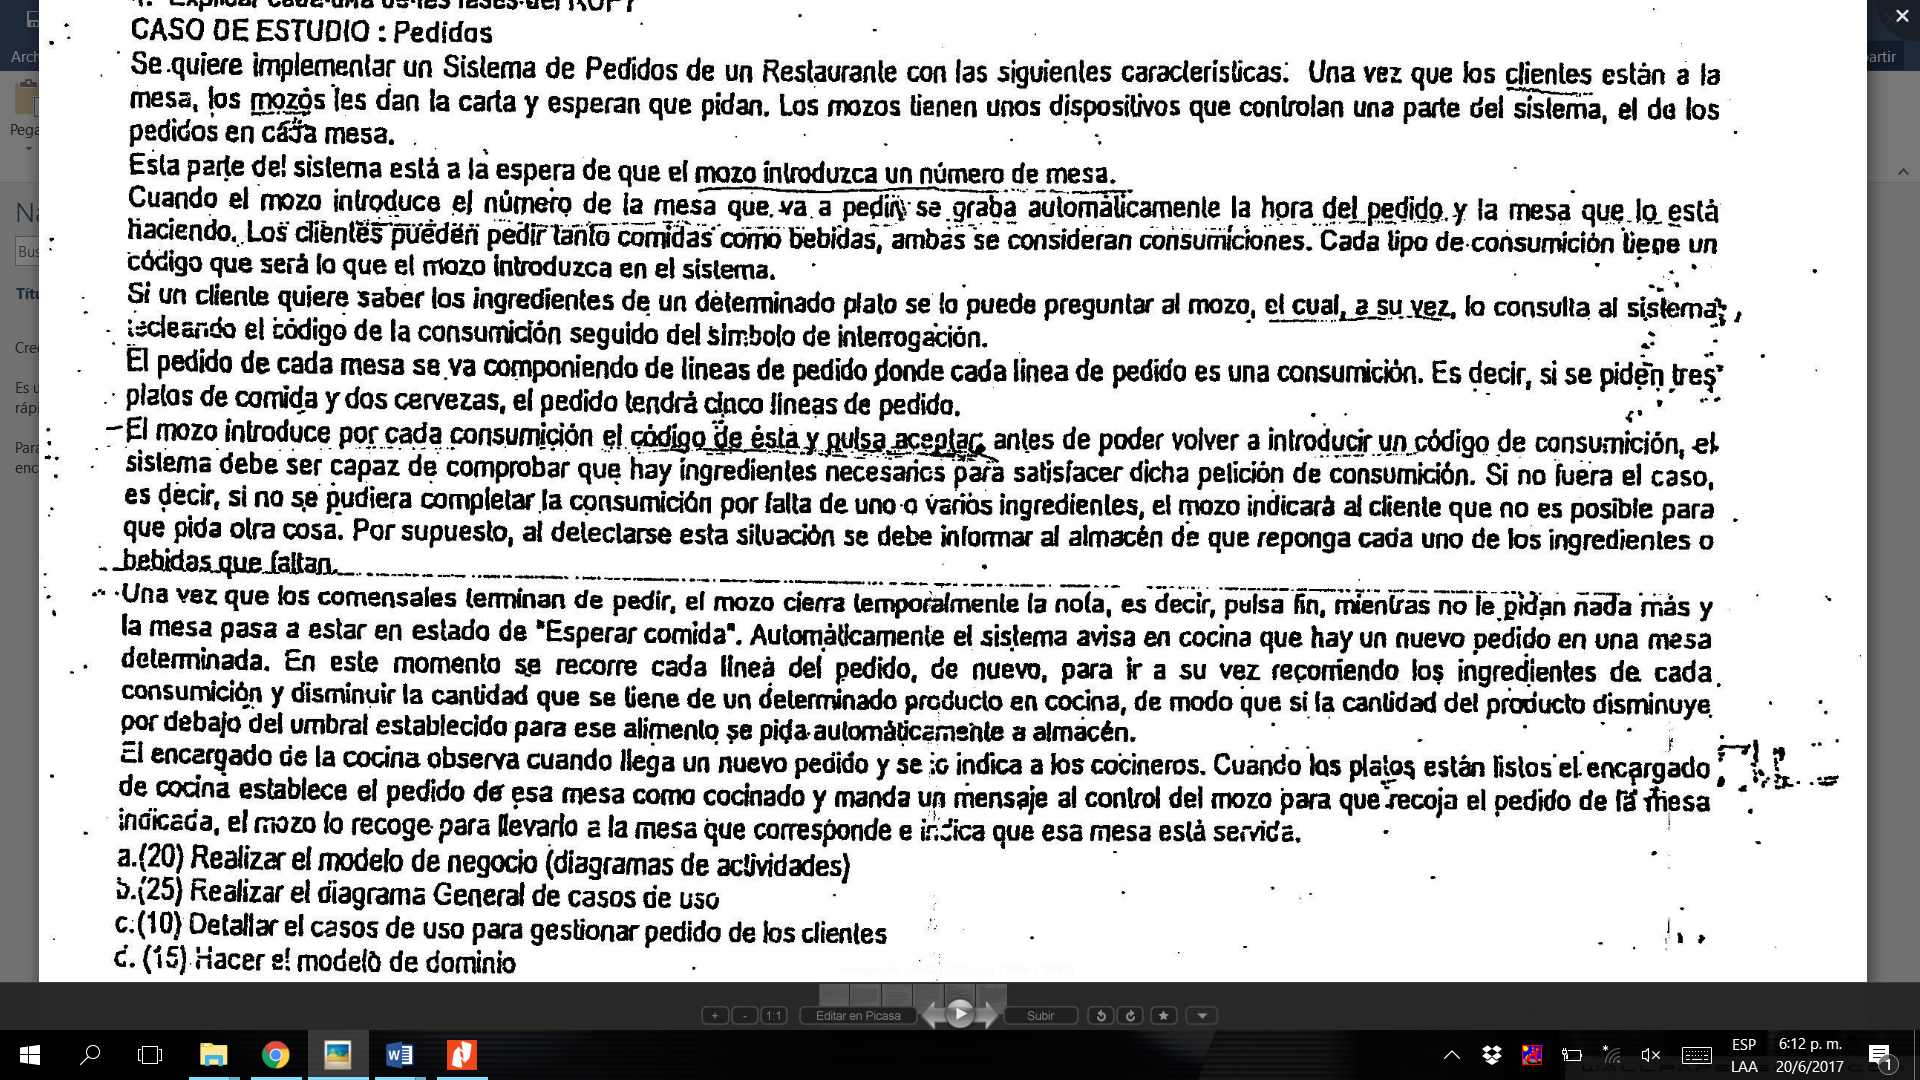 4. Explicar cada una de las fases del RUP?
CASO DE ESTUDIO : Pedidos
Se quiere implementar un Sistema de Pedidos de un Restaurante con las siguientes características: Una vez que los clientes están a la
mesa, los mozos les dan la carta y esperan que pidan. Los mozos tienen unos dispositivos que controlan una parte del sistema, el de los
pedidos en cada mesa.
Esta parte del sistema está a la espera de que el mozo introduzca un número de mesa.
Cuando el mozo introduce el número de la mesa que va a pedir, se graba automáticamente la hora del pedido y la mesa que lo está
haciendo. Los clientes pueden pedir tanto comidas como bebidas, ambas se consideran consumiciones. Cada tipo de consumición tiene un
código que será lo que el mozo introduzca en el sistema.
Si un cliente quiere saber los ingredientes de un determinado plato se lo puede preguntar al mozo, el cual, a su vez, lo consulta al sistema,
tecleando el código de la consumición seguido del símbolo de interrogación.
El pedido de cada mesa se va componiendo de líneas de pedido donde cada línea de pedido es una consumición. Es decir, si se piden tres
platos de comida y dos cervezas, el pedido tendrá cinco líneas de pedido.
El mozo introduce por cada consumición el código de ésta y pulsa aceptar, antes de poder volver a introducir un código de consumición, el
sistema debe ser capaz de comprobar que hay ingredientes necesarios para satisfacer dicha petición de consumición. Si no fuera el caso,
es decir, si no se pudiera completar la consumición por falta de uno o varios ingredientes, el mozo indicará al cliente que no es posible para
que pida otra cosa. Por supuesto, al detectarse esta situación se debe informar al almacén de que reponga cada uno de los ingredientes o
bebidas que faltan.
Una vez que los comensales terminan de pedir, el mozo cierra temporalmente la nota, es decir, pulsa fin, mientras no le pidan nada más y
la mesa pasa a estar en estado de "Esperar comida". Automáticamente el sistema avisa en cocina que hay un nuevo pedido en una mesa
determinada. En este momento se recorre cada línea del pedido, de nuevo, para ir a su vez recorriendo los ingredientes de cada
consumición y disminuir la cantidad que se tiene de un determinado producto en cocina, de modo que si la cantidad del producto disminuye
por debajo del umbral establecido para ese alimento se pida automáticamente a almacén.
El encargado de la cocina observa cuando llega un nuevo pedido y se lo indica a los cocineros. Cuando los platos están listos el encargado
de cocina establece el pedido de esa mesa como cocinado y manda un mensaje al control del mozo para que recoja el pedido de la mesa
indicada, el mozo lo recoge para llevarlo a la mesa que corresponde e indica que esa mesa está servida.
a.(20) Realizar el modelo de negocio (diagramas de actividades)
b.(25) Realizar el diagrama General de casos de uso
c.(10) Detallar el casos de uso para gestionar pedido de los clientes
d. (15) Hacer el modelo de dominio
Arch
Pega
Na
Bus
Títu
Cree
Es u
rápi
Para
enc
artir
+ - 1:1 Editar en Picasa Subir
ESP
LAA
6:12 p. m.
20/6/2017
1